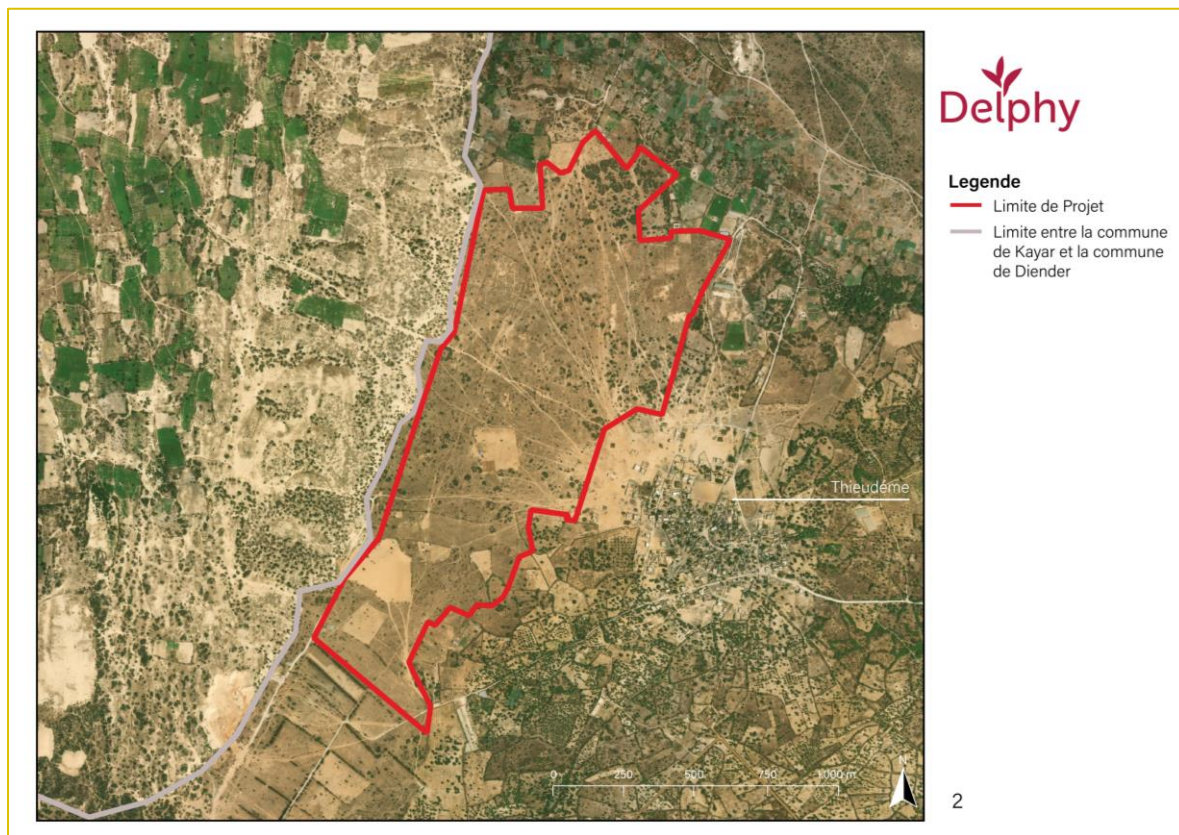 Delphy
Legende
Limite de Projet
Limite entre la commune
de Kayar et la commune
de Diender
Thieudéme
0 250 500 750 1000 m
N
2